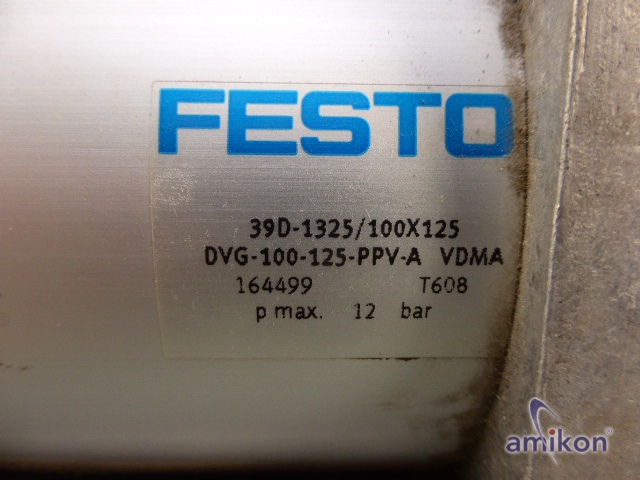 FESTO
39D-1325/100X125
DVG-100-125-PPV-A VDMA
164499 T608
p max. 12 bar
amikon